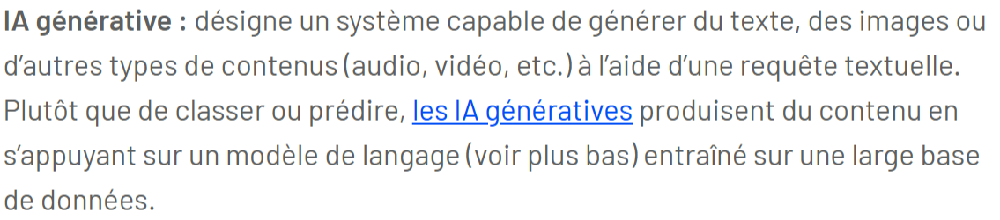 IA générative : désigne un système capable de générer du texte, des images ou
d’autres types de contenus (audio, vidéo, etc.) à l’aide d’une requête textuelle.
Plutôt que de classer ou prédire, les IA génératives produisent du contenu en
s’appuyant sur un modèle de langage (voir plus bas) entraîné sur une large base
de données.